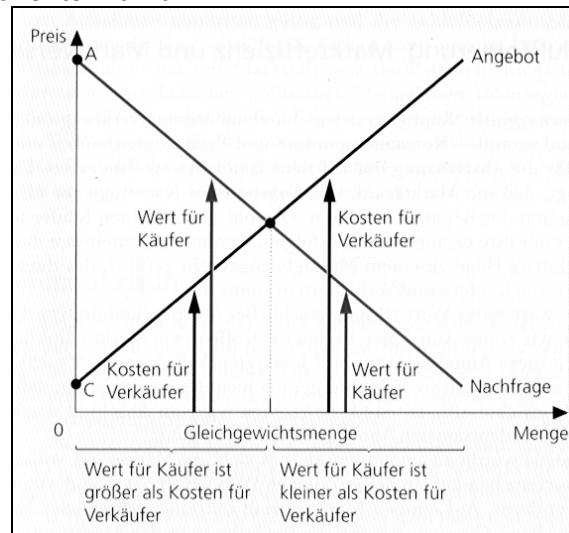 Preis
A
Angebot
Wert für
Käufer
Kosten für
Verkäufer
Kosten für
Verkäufer
Wert für
Käufer
C
Nachfrage
0
Gleichgewichtsmenge
Menge
Wert für Käufer ist
größer als Kosten für
Verkäufer
Wert für Käufer ist
kleiner als Kosten für
Verkäufer